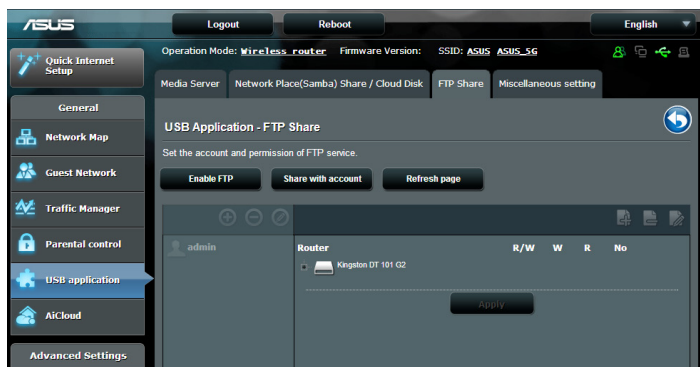 ASUS
Logout Reboot English
Quick Internet Setup
Operation Mode: Wireless router Firmware Version: SSID: ASUS ASUS_5G
Media Server Network Place(Samba) Share / Cloud Disk FTP Share Miscellaneous setting
General
Network Map
Guest Network
Traffic Manager
Parental control
USB application
AiCloud
Advanced Settings
USB Application - FTP Share
Set the account and permission of FTP service.
Enable FTP Share with account Refresh page
admin
Router R/W W R No
Kingston DT 101 G2
Apply